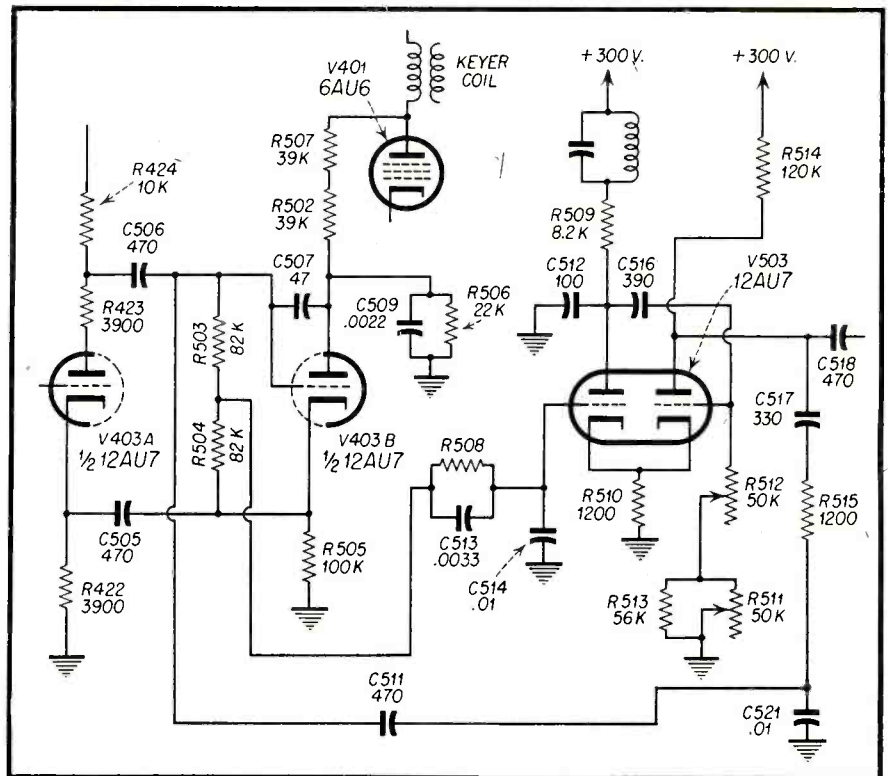 V401
6AU6
KEYER
COIL
+300 V.
+300 V.
R424
10K
R507
39K
R502
39K
R514
120K
R509
8.2K
C506
470
C507
47
C512
100
C516
390
V503
12AU7
R423
3900
R503
82K
C509
.0022
R506
22K
C518
470
C517
330
V403A
½ 12AU7
R504
82K
V403B
½ 12AU7
R508
R510
1200
R512
50K
R515
1200
C505
470
R505
100K
C513
.0033
C514
.01
R422
3900
R513
56K
R511
50K
C511
470
C521
.01